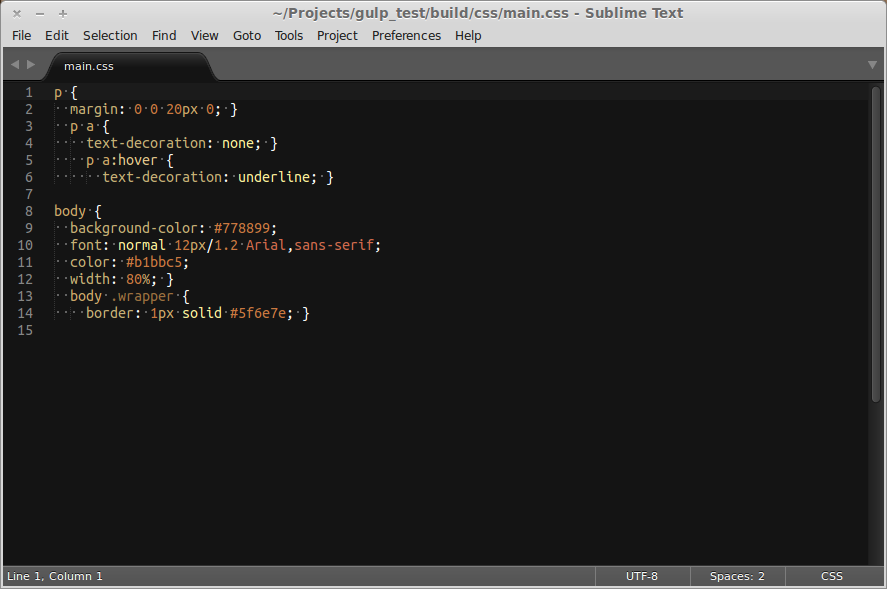 ~/Projects/gulp_test/build/css/main.css - Sublime Text
File Edit Selection Find View Goto Tools Project Preferences Help
main.css
1 p {
2   margin: 0 0 20px 0; }
3   p a {
4     text-decoration: none; }
5     p a:hover {
6       text-decoration: underline; }
7
8 body {
9   background-color: #778899;
10   font: normal 12px/1.2 Arial,sans-serif;
11   color: #b1bbc5;
12   width: 80%; }
13   body .wrapper {
14     border: 1px solid #5f6e7e; }
15
Line 1, Column 1 UTF-8 Spaces: 2 CSS